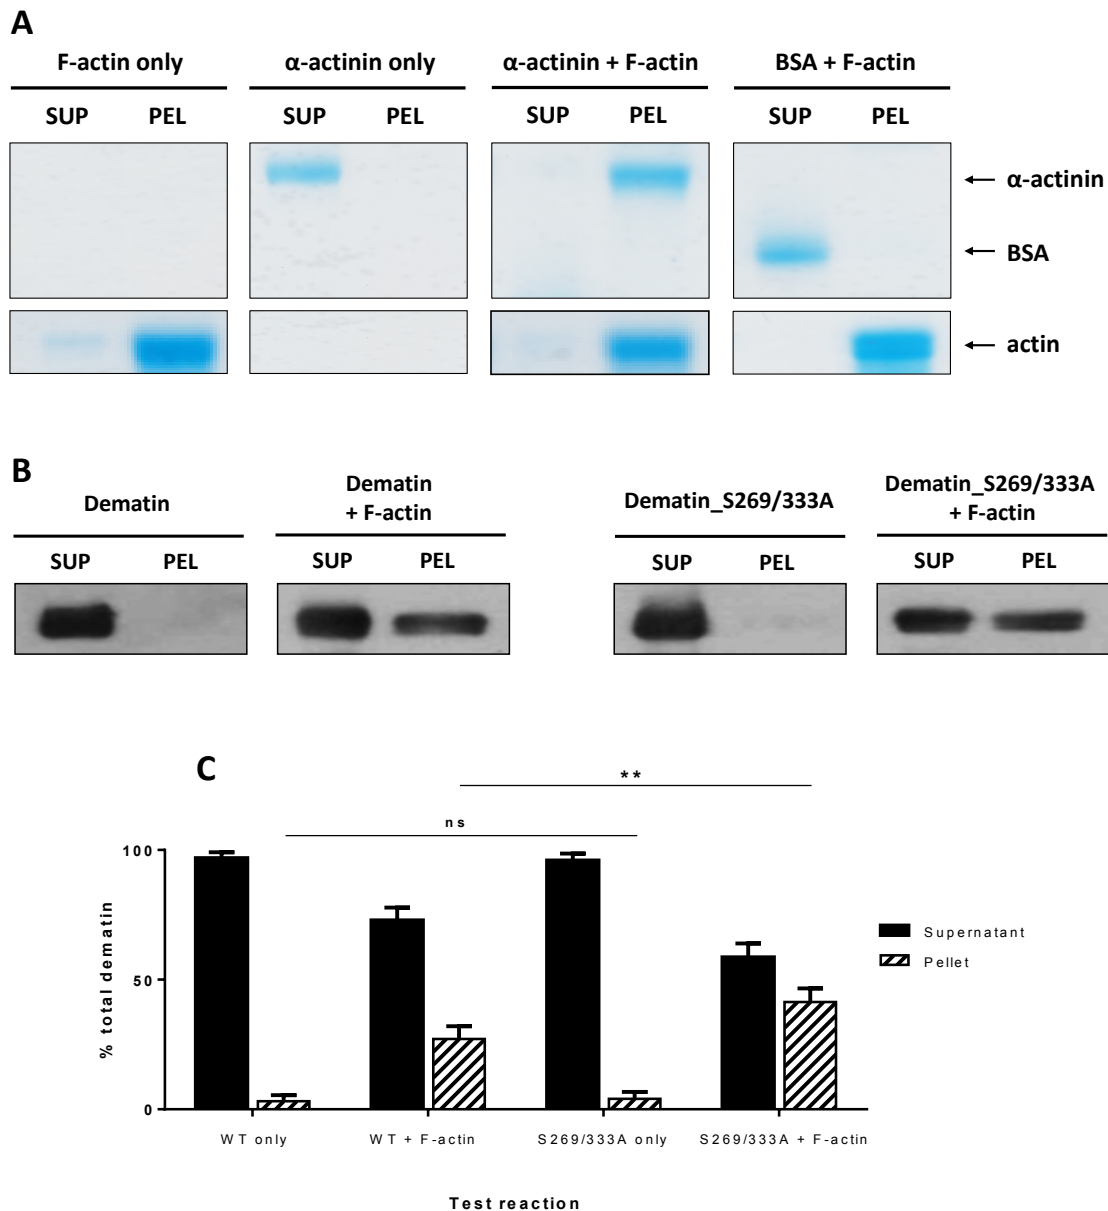 A
F-actin only
α-actinin only
α-actinin + F-actin
BSA + F-actin
SUP PEL
SUP PEL
SUP PEL
SUP PEL
α-actinin
BSA
actin
B
Dematin
Dematin
+ F-actin
Dematin_S269/333A
Dematin_S269/333A
+ F-actin
SUP PEL
SUP PEL
SUP PEL
SUP PEL
C
**
ns
100
50
0
% total dematin
Supernatant
Pellet
WT only
WT + F-actin
S269/333A only
S269/333A + F-actin
Test reaction